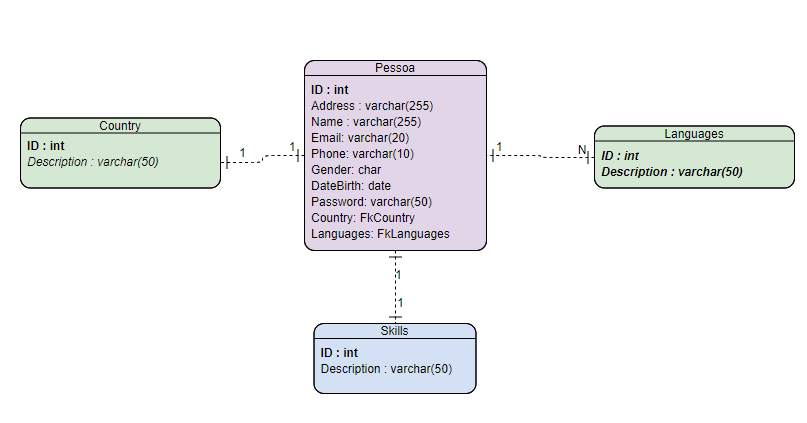 Pessoa
ID : int
Address : varchar(255)
Name : varchar(255)
Email: varchar(20)
Phone: varchar(10)
Gender: char
DateBirth: date
Password: varchar(50)
Country: FkCountry
Languages: FkLanguages
Country
ID : int
Description : varchar(50)
1
1
1
N
Languages
ID : int
Description : varchar(50)
1
1
Skills
ID : int
Description : varchar(50)